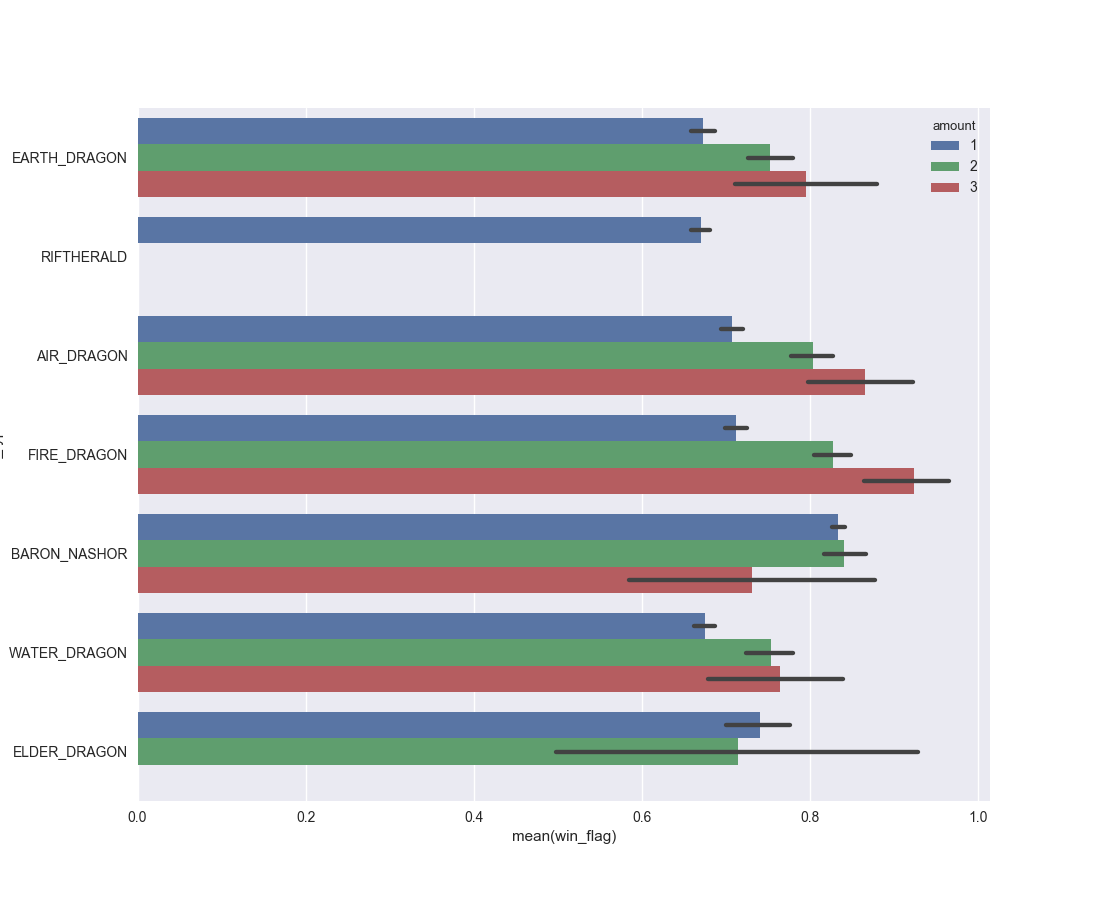 amount
1
2
3
EARTH_DRAGON
RIFTHERALD
AIR_DRAGON
FIRE_DRAGON
BARON_NASHOR
WATER_DRAGON
ELDER_DRAGON
0.0 0.2 0.4 0.6 0.8 1.0
mean(win_flag)